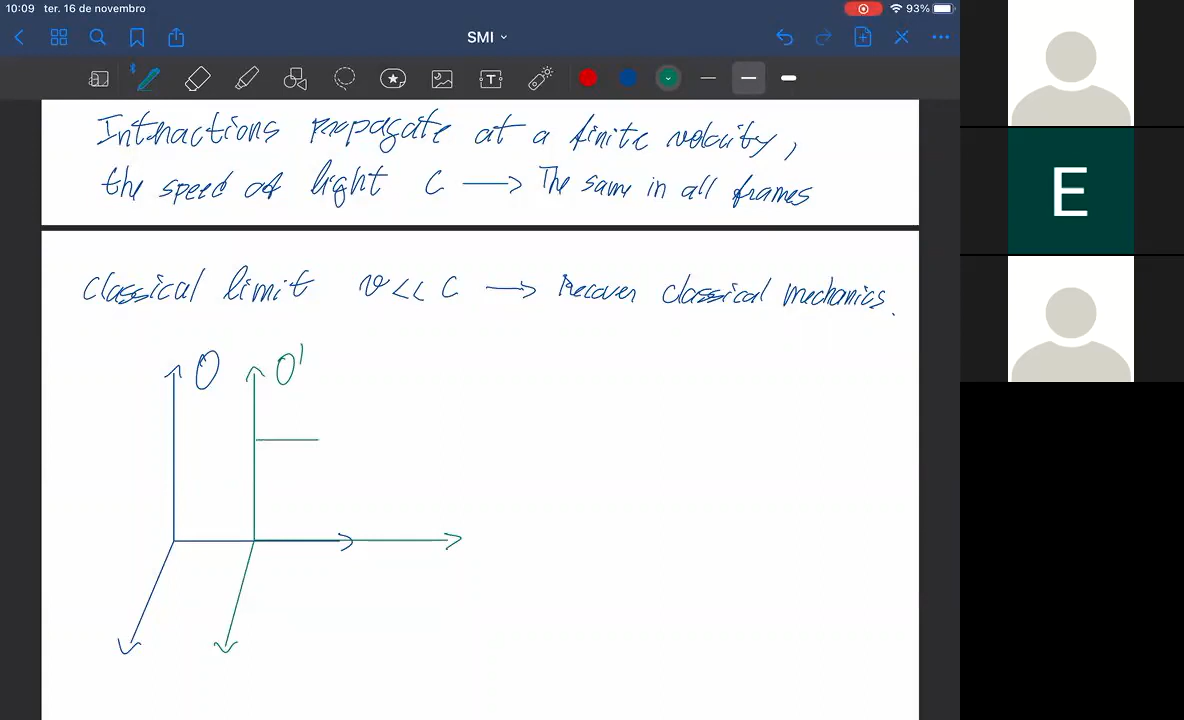 10:09 ter. 16 de novembro
93%
SMI
T
Interactions propagate at a finite velocity,
the speed of light C → The same in all frames
E
classical limit v << C → Recover classical mechanics.
O O'